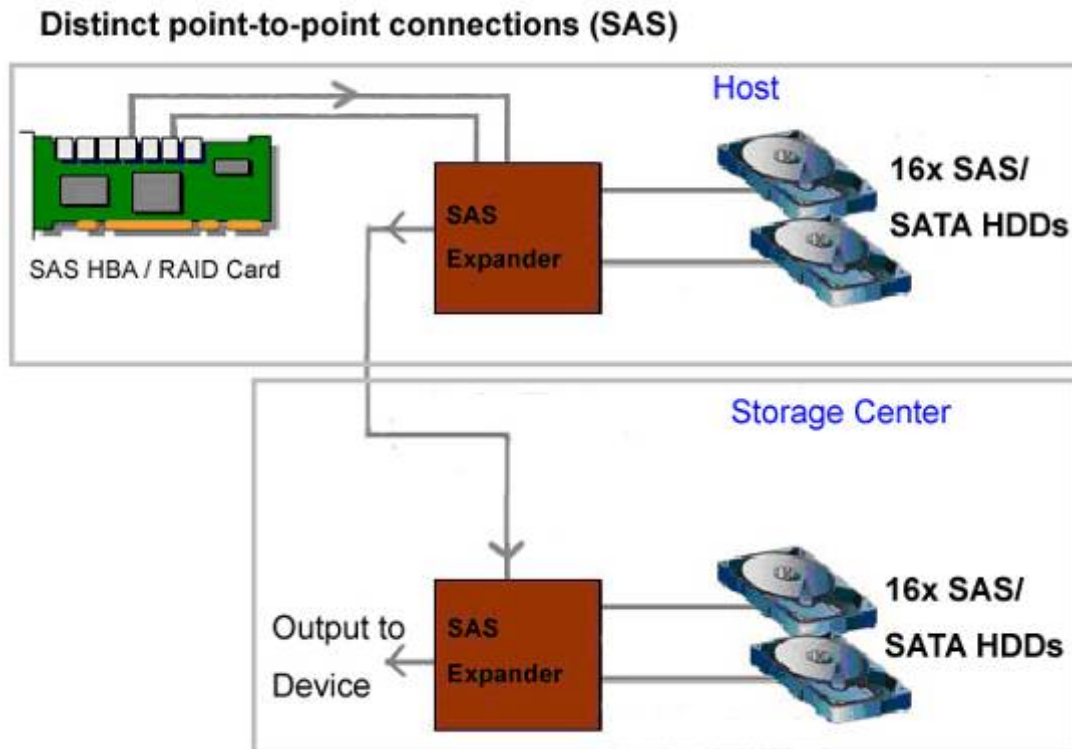 Distinct point-to-point connections (SAS)
Host
16x SAS/
SATA HDDs
SAS
Expander
SAS HBA / RAID Card
Storage Center
16x SAS/
SATA HDDs
SAS
Expander
Output to
Device